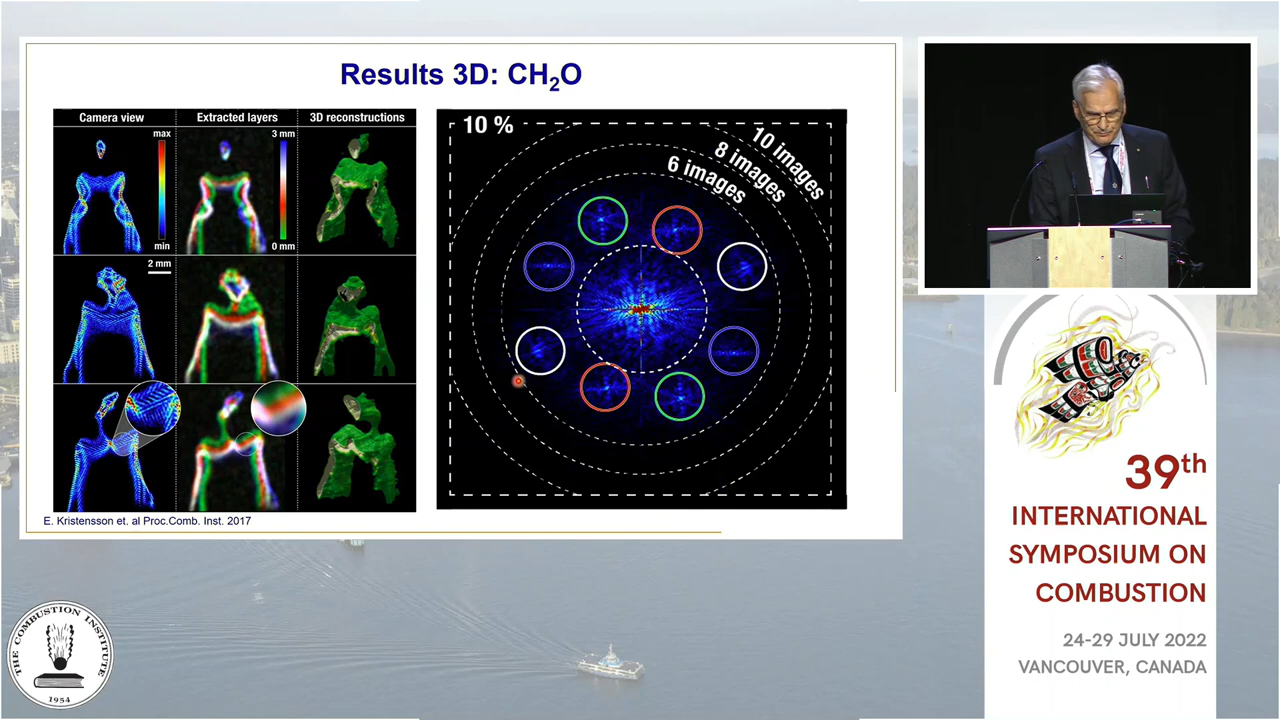 Results 3D: CH₂O
Camera view
Extracted layers
3D reconstructions
max
3 mm
min
0 mm
2 mm
10 %
10 images
8 images
6 images
E. Kristensson et. al Proc.Comb. Inst. 2017
39th
INTERNATIONAL
SYMPOSIUM ON
COMBUSTION
24-29 JULY 2022
VANCOUVER, CANADA
THE COMBUSTION INSTITUTE
1954